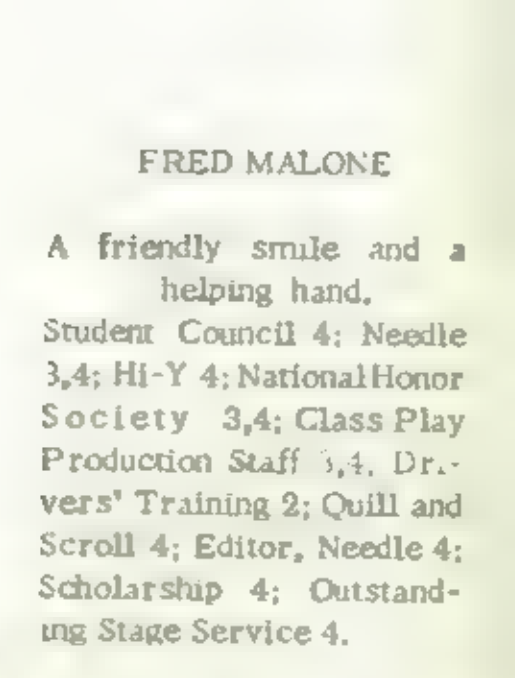 FRED MALONE
A friendly smile and a
helping hand.
Student Council 4; Needle
3,4; Hi-Y 4; National Honor
Society 3,4; Class Play
Production Staff 3,4. Dri-
vers' Training 2; Quill and
Scroll 4; Editor, Needle 4;
Scholarship 4; Outstand-
ing Stage Service 4.